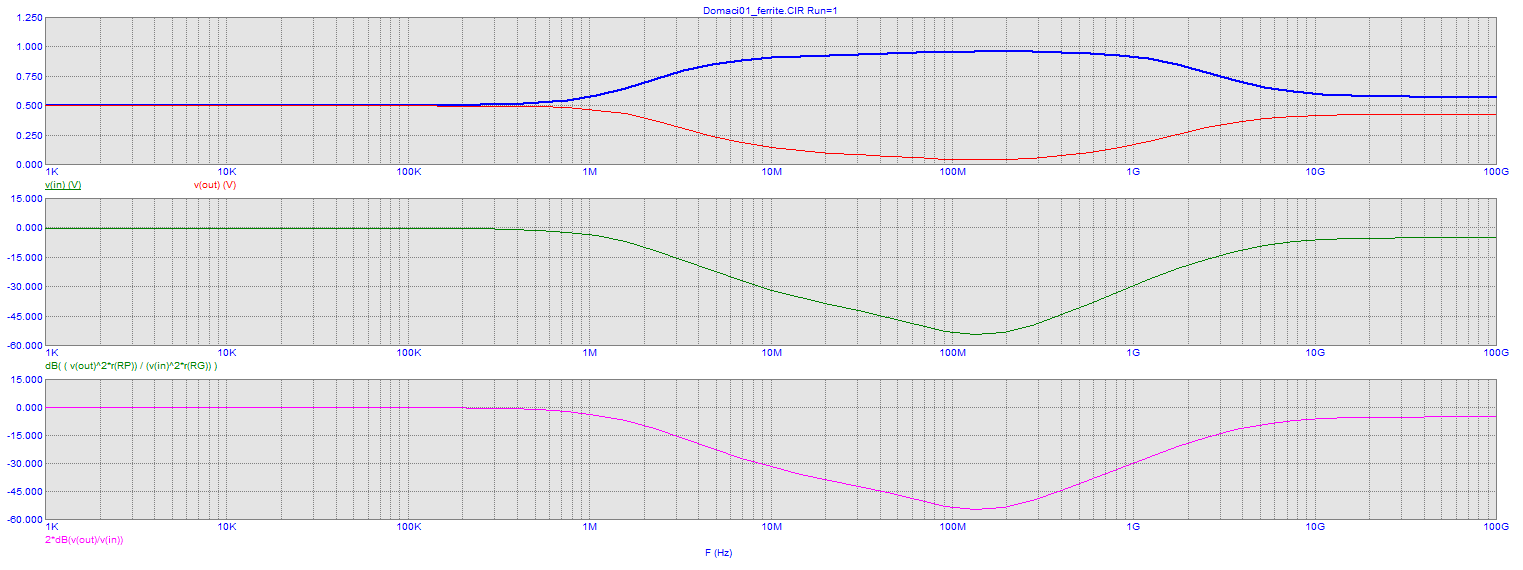 Domaci01_ferrite.CIR Run=1
1.250
1.000
0.750
0.500
0.250
0.000
1K 10K 100K 1M 10M 100M 1G 10G 100G
v(in) (V) v(out) (V)
15.000
0.000
-15.000
-30.000
-45.000
-60.000
1K 10K 100K 1M 10M 100M 1G 10G 100G
dB( ( v(out)^2*r(RP)) / (v(in)^2*r(RG)) )
15.000
0.000
-15.000
-30.000
-45.000
-60.000
1K 10K 100K 1M 10M 100M 1G 10G 100G
2*dB(v(out)/v(in))
F (Hz)